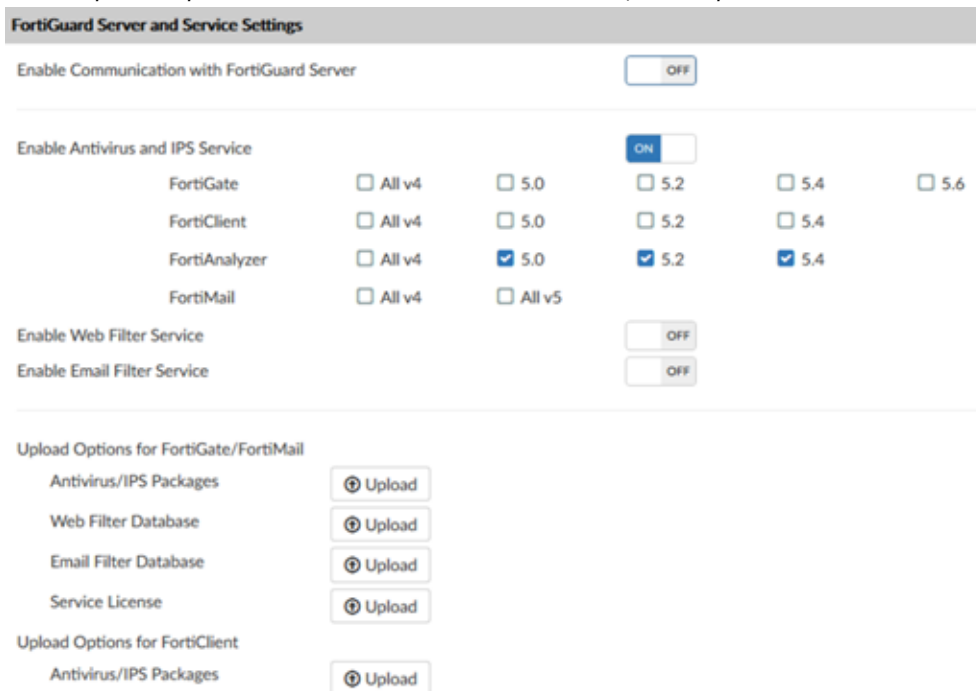 FortiGuard Server and Service Settings
Enable Communication with FortiGuard Server OFF
Enable Antivirus and IPS Service ON
FortiGate All v4 5.0 5.2 5.4 5.6
FortiClient All v4 5.0 5.2 5.4
FortiAnalyzer All v4 5.0 5.2 5.4
FortiMail All v4 All v5
Enable Web Filter Service OFF
Enable Email Filter Service OFF
Upload Options for FortiGate/FortiMail
Antivirus/IPS Packages Upload
Web Filter Database Upload
Email Filter Database Upload
Service License Upload
Upload Options for FortiClient
Antivirus/IPS Packages Upload